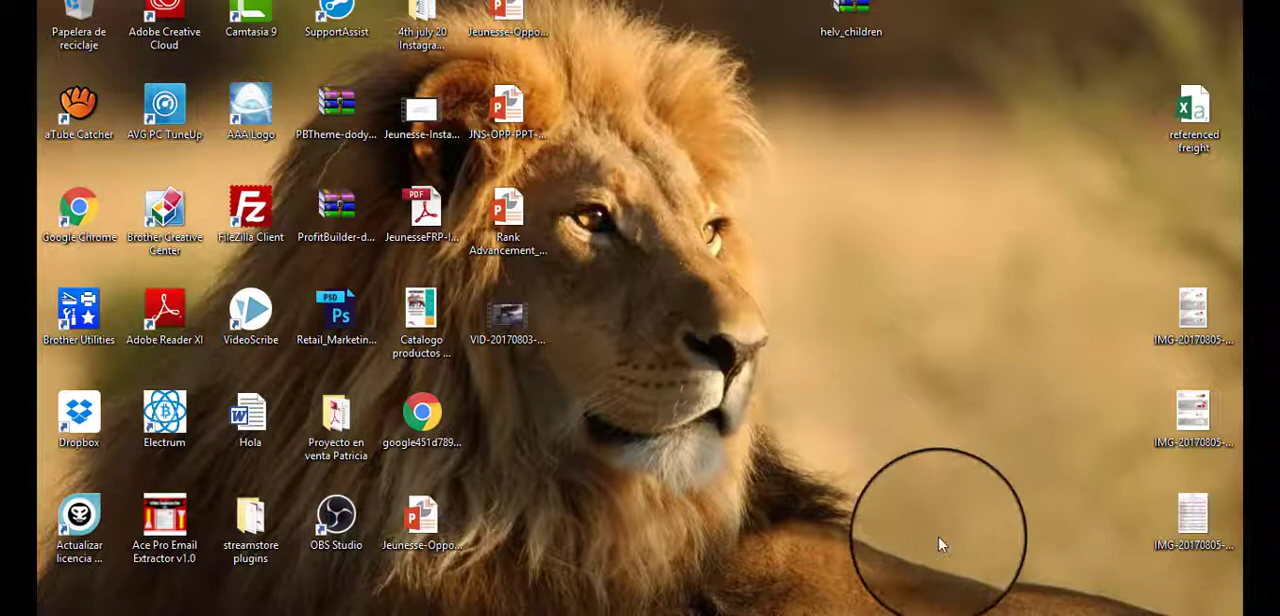 Papelera de
reciclaje
Adobe Creative
Cloud
Camtasia 9
SupportAssist
4th july 20
Instagra...
Jeunesse-Oppo...
helv_children
aTube Catcher
AVG PC TuneUp
AAA Logo
PBTheme-dody...
Jeunesse-Insta...
JNS-OPP-PPT-...
referenced
freight
Google Chrome
Brother Creative
Center
FileZilla Client
ProfitBuilder-d...
PDF
JeunesseFRP-I...
Rank
Advancement_...
Brother Utilities
Adobe Reader XI
VideoScribe
PSD
Ps
Retail_Marketin...
Catalogo
productos ...
VID-20170803-...
IMG-20170805-...
Dropbox
Electrum
Hola
Proyecto en
venta Patricia
google451d789...
IMG-20170805-...
Actualizar
licencia ...
Ace Pro Email
Extractor v1.0
streamstore
plugins
OBS Studio
Jeunesse-Oppo...
IMG-20170805-...